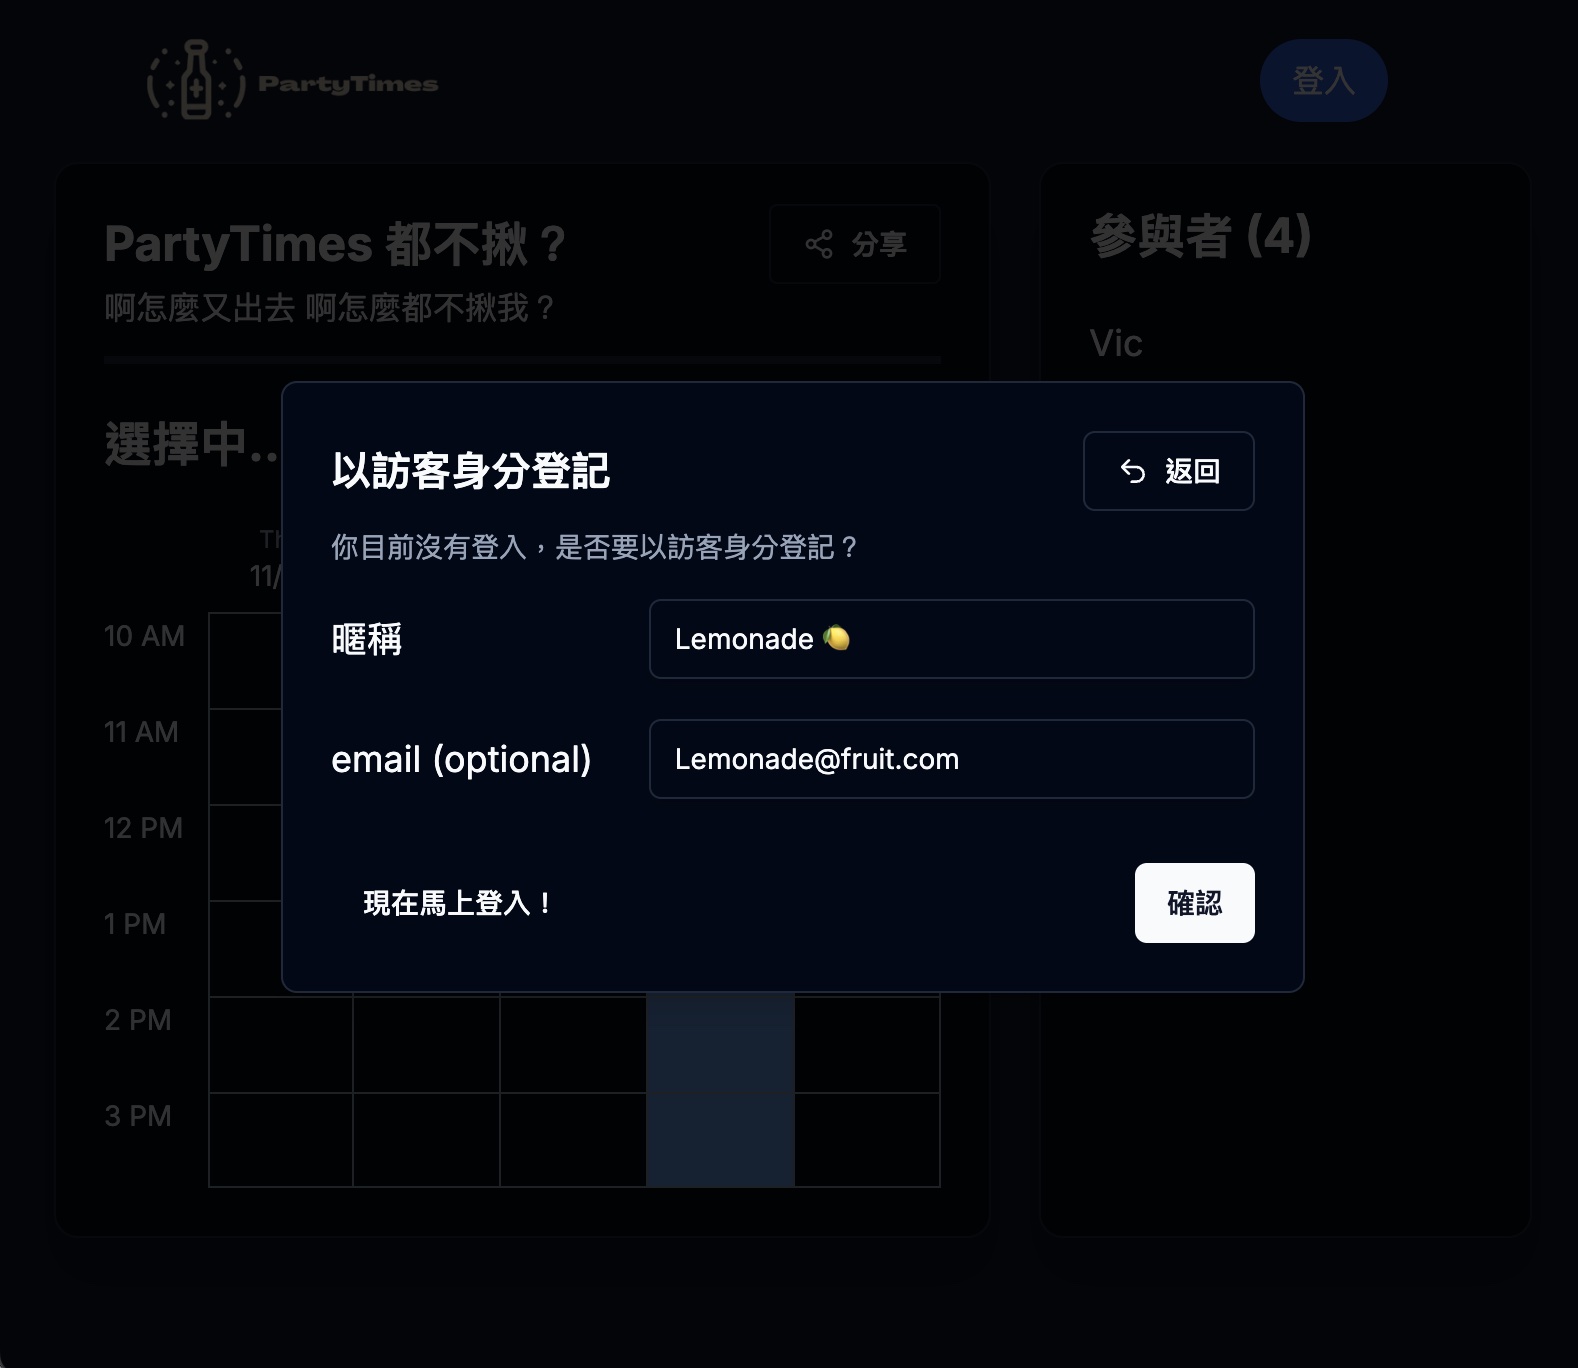 PartyTimes
登入
PartyTimes 都不揪？
分享
啊怎麼又出去 啊怎麼都不揪我？
參與者 (4)
Vic
選擇中..
Th
11/
10 AM
11 AM
12 PM
1 PM
2 PM
3 PM
以訪客身分登記
返回
你目前沒有登入，是否要以訪客身分登記？
暱稱
Lemonade 🍋
email (optional)
Lemonade@fruit.com
現在馬上登入！
確認